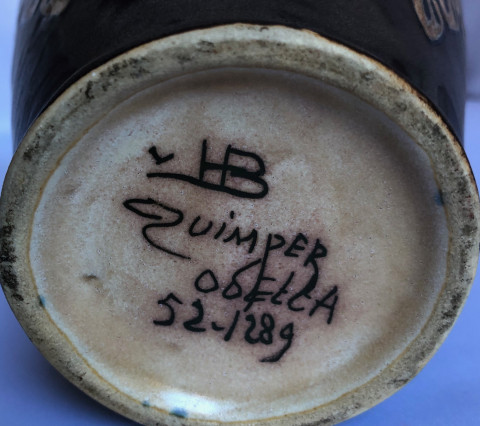 HB
QUIMPER
ODETTA
52-1289